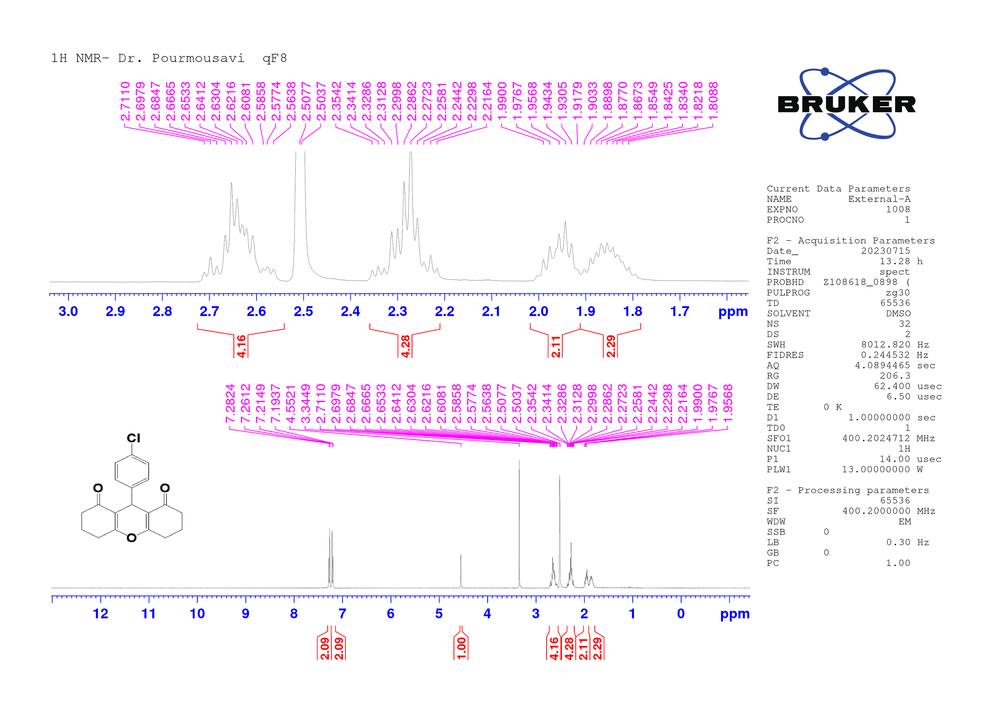 1H NMR- Dr. Pourmousavi qF8
BRUKER
2.7110 2.6979 2.6847 2.6665 2.6533 2.6412 2.6304 2.6216 2.6081 2.5858 2.5774 2.5638 2.5077 2.5037 2.3542 2.3414 2.3286 2.3128 2.2998 2.2862 2.2723 2.2581 2.2442 2.2298 2.2164 1.9900 1.9767 1.9568 1.9434 1.9305 1.9179 1.9033 1.8898 1.8770 1.8673 1.8549 1.8425 1.8340 1.8218 1.8088
3.0 2.9 2.8 2.7 2.6 2.5 2.4 2.3 2.2 2.1 2.0 1.9 1.8 1.7 ppm
4.16 4.28 2.11 2.29
7.2824 7.2612 7.2149 7.1937 4.5521 3.3449 2.7110 2.6979 2.6847 2.6665 2.6533 2.6412 2.6304 2.6216 2.6081 2.5858 2.5774 2.5638 2.5077 2.5037 2.3542 2.3414 2.3286 2.3128 2.2998 2.2862 2.2723 2.2581 2.2442 2.2298 2.2164 1.9900 1.9767 1.9568
Cl
O O
O
12 11 10 9 8 7 6 5 4 3 2 1 0 ppm
2.09 2.09 1.00 4.16 4.28 2.11 2.29
Current Data Parameters
NAME External-A
EXPNO 1008
PROCNO 1
F2 - Acquisition Parameters
Date_ 20230715
Time 13.28 h
INSTRUM spect
PROBHD Z108618_0898 (
PULPROG zg30
TD 65536
SOLVENT DMSO
NS 32
DS 2
SWH 8012.820 Hz
FIDRES 0.244532 Hz
AQ 4.0894465 sec
RG 206.3
DW 62.400 usec
DE 6.50 usec
TE 0 K
D1 1.00000000 sec
TD0 1
SFO1 400.2024712 MHz
NUC1 1H
P1 14.00 usec
PLW1 13.00000000 W
F2 - Processing parameters
SI 65536
SF 400.2000000 MHz
WDW EM
SSB 0
LB 0.30 Hz
GB 0
PC 1.00